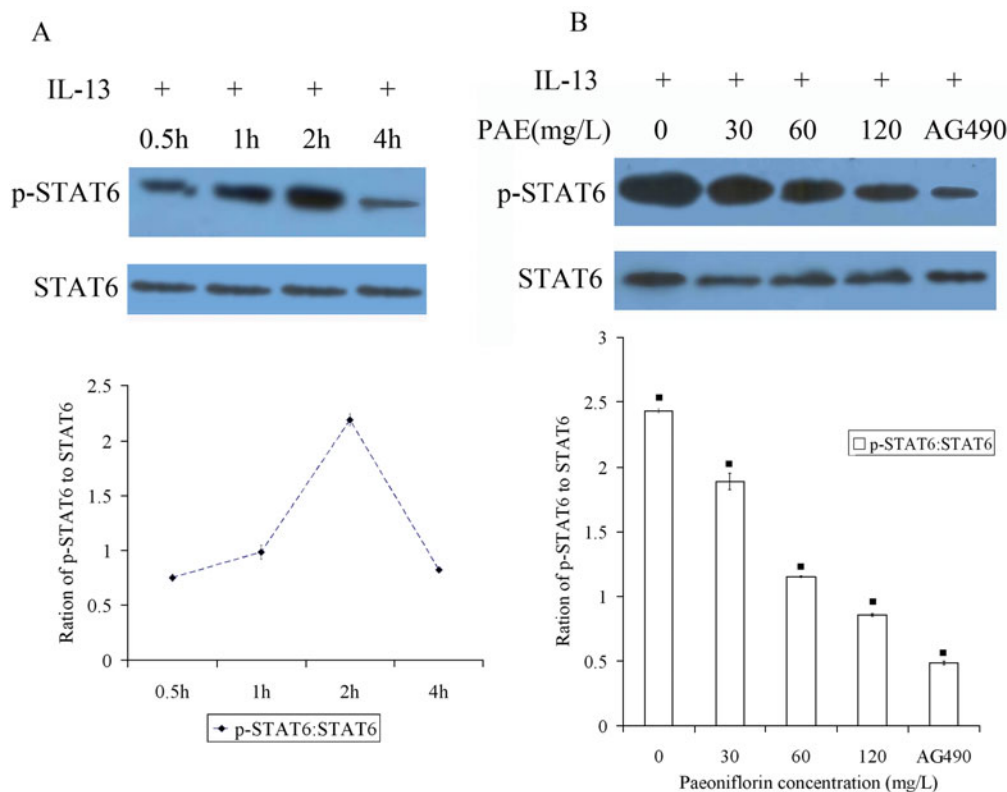 A
IL-13 + + + +
0.5h 1h 2h 4h
p-STAT6
STAT6
2.5
2
1.5
1
0.5
0
Ration of p-STAT6 to STAT6
0.5h 1h 2h 4h
p-STAT6:STAT6
B
IL-13 + + + + +
PAE(mg/L) 0 30 60 120 AG490
p-STAT6
STAT6
3
2.5
2
1.5
1
0.5
0
Ration of p-STAT6 to STAT6
p-STAT6:STAT6
0 30 60 120 AG490
Paeoniflorin concentration (mg/L)